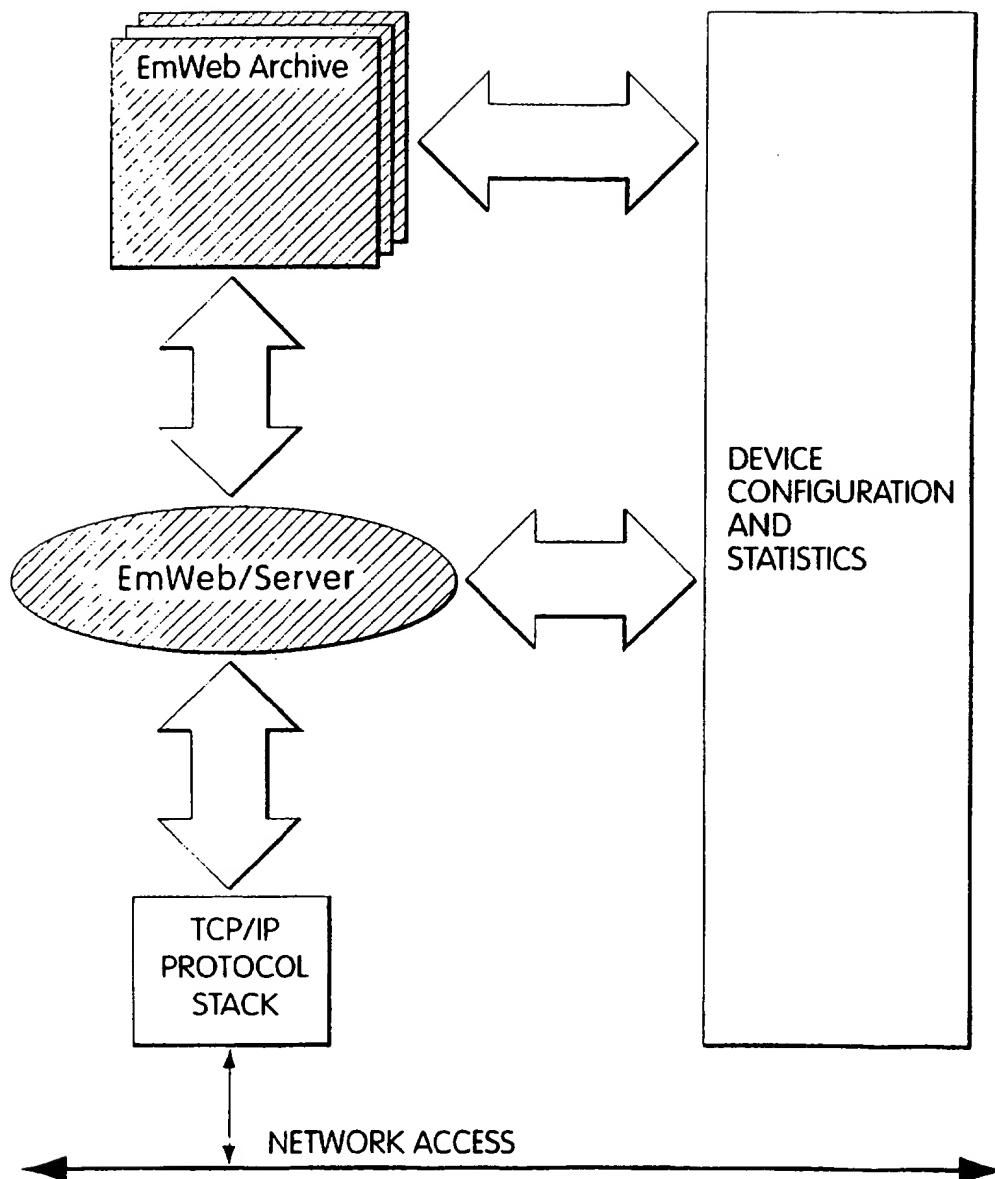 EmWeb Archive
DEVICE
CONFIGURATION
AND
STATISTICS
EmWeb/Server
TCP/IP
PROTOCOL
STACK
NETWORK ACCESS